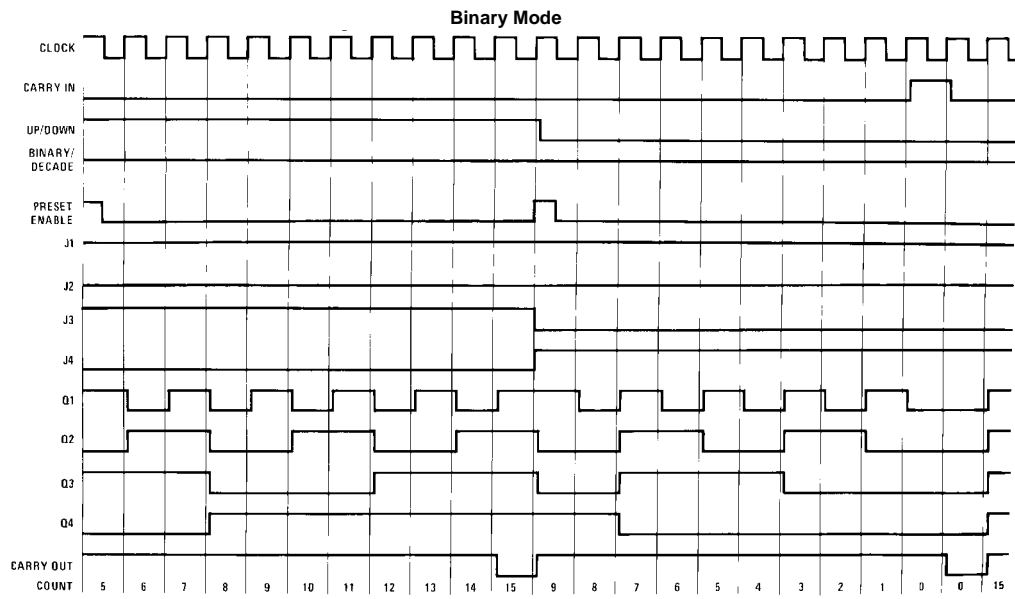 Binary Mode
CLOCK
CARRY IN
UP/DOWN
BINARY/
DECADE
PRESET
ENABLE
J1
J2
J3
J4
Q1
Q2
Q3
Q4
CARRY OUT
COUNT 5 6 7 8 9 10 11 12 13 14 15 9 8 7 6 5 4 3 2 1 0 0 15